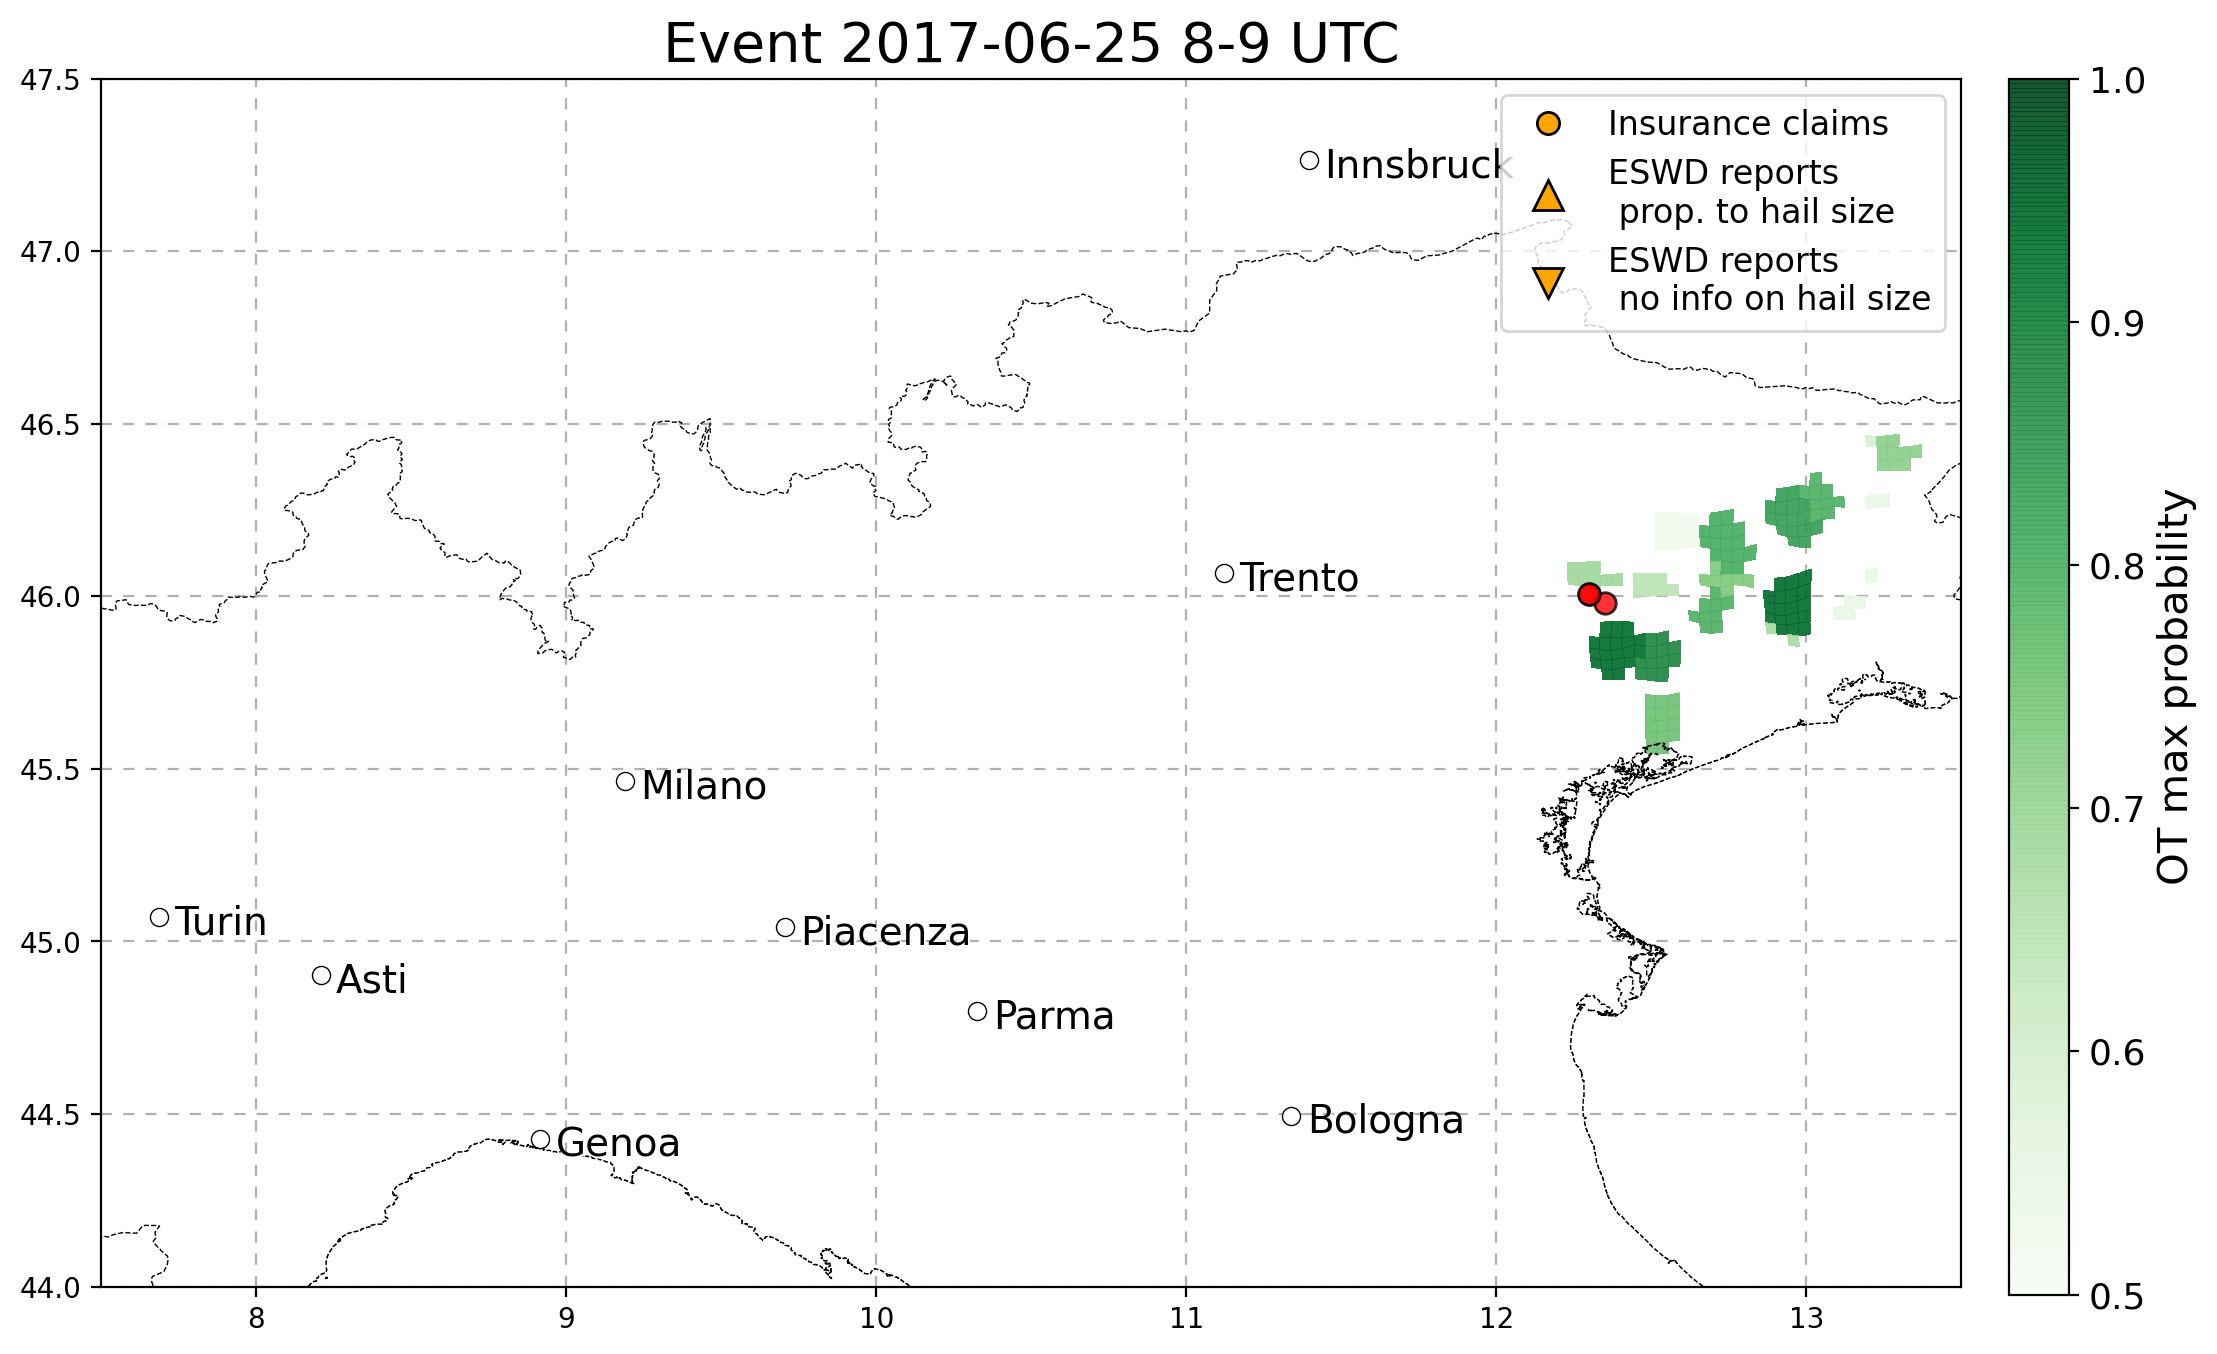 Event 2017-06-25 8-9 UTC
47.5
47.0
46.5
46.0
45.5
45.0
44.5
44.0
8
9
10
11
12
13
Insurance claims
ESWD reports
prop. to hail size
ESWD reports
no info on hail size
Innsbruck
Trento
Milano
Turin
Piacenza
Asti
Parma
Bologna
Genoa
1.0
0.9
0.8
0.7
0.6
0.5
OT max probability